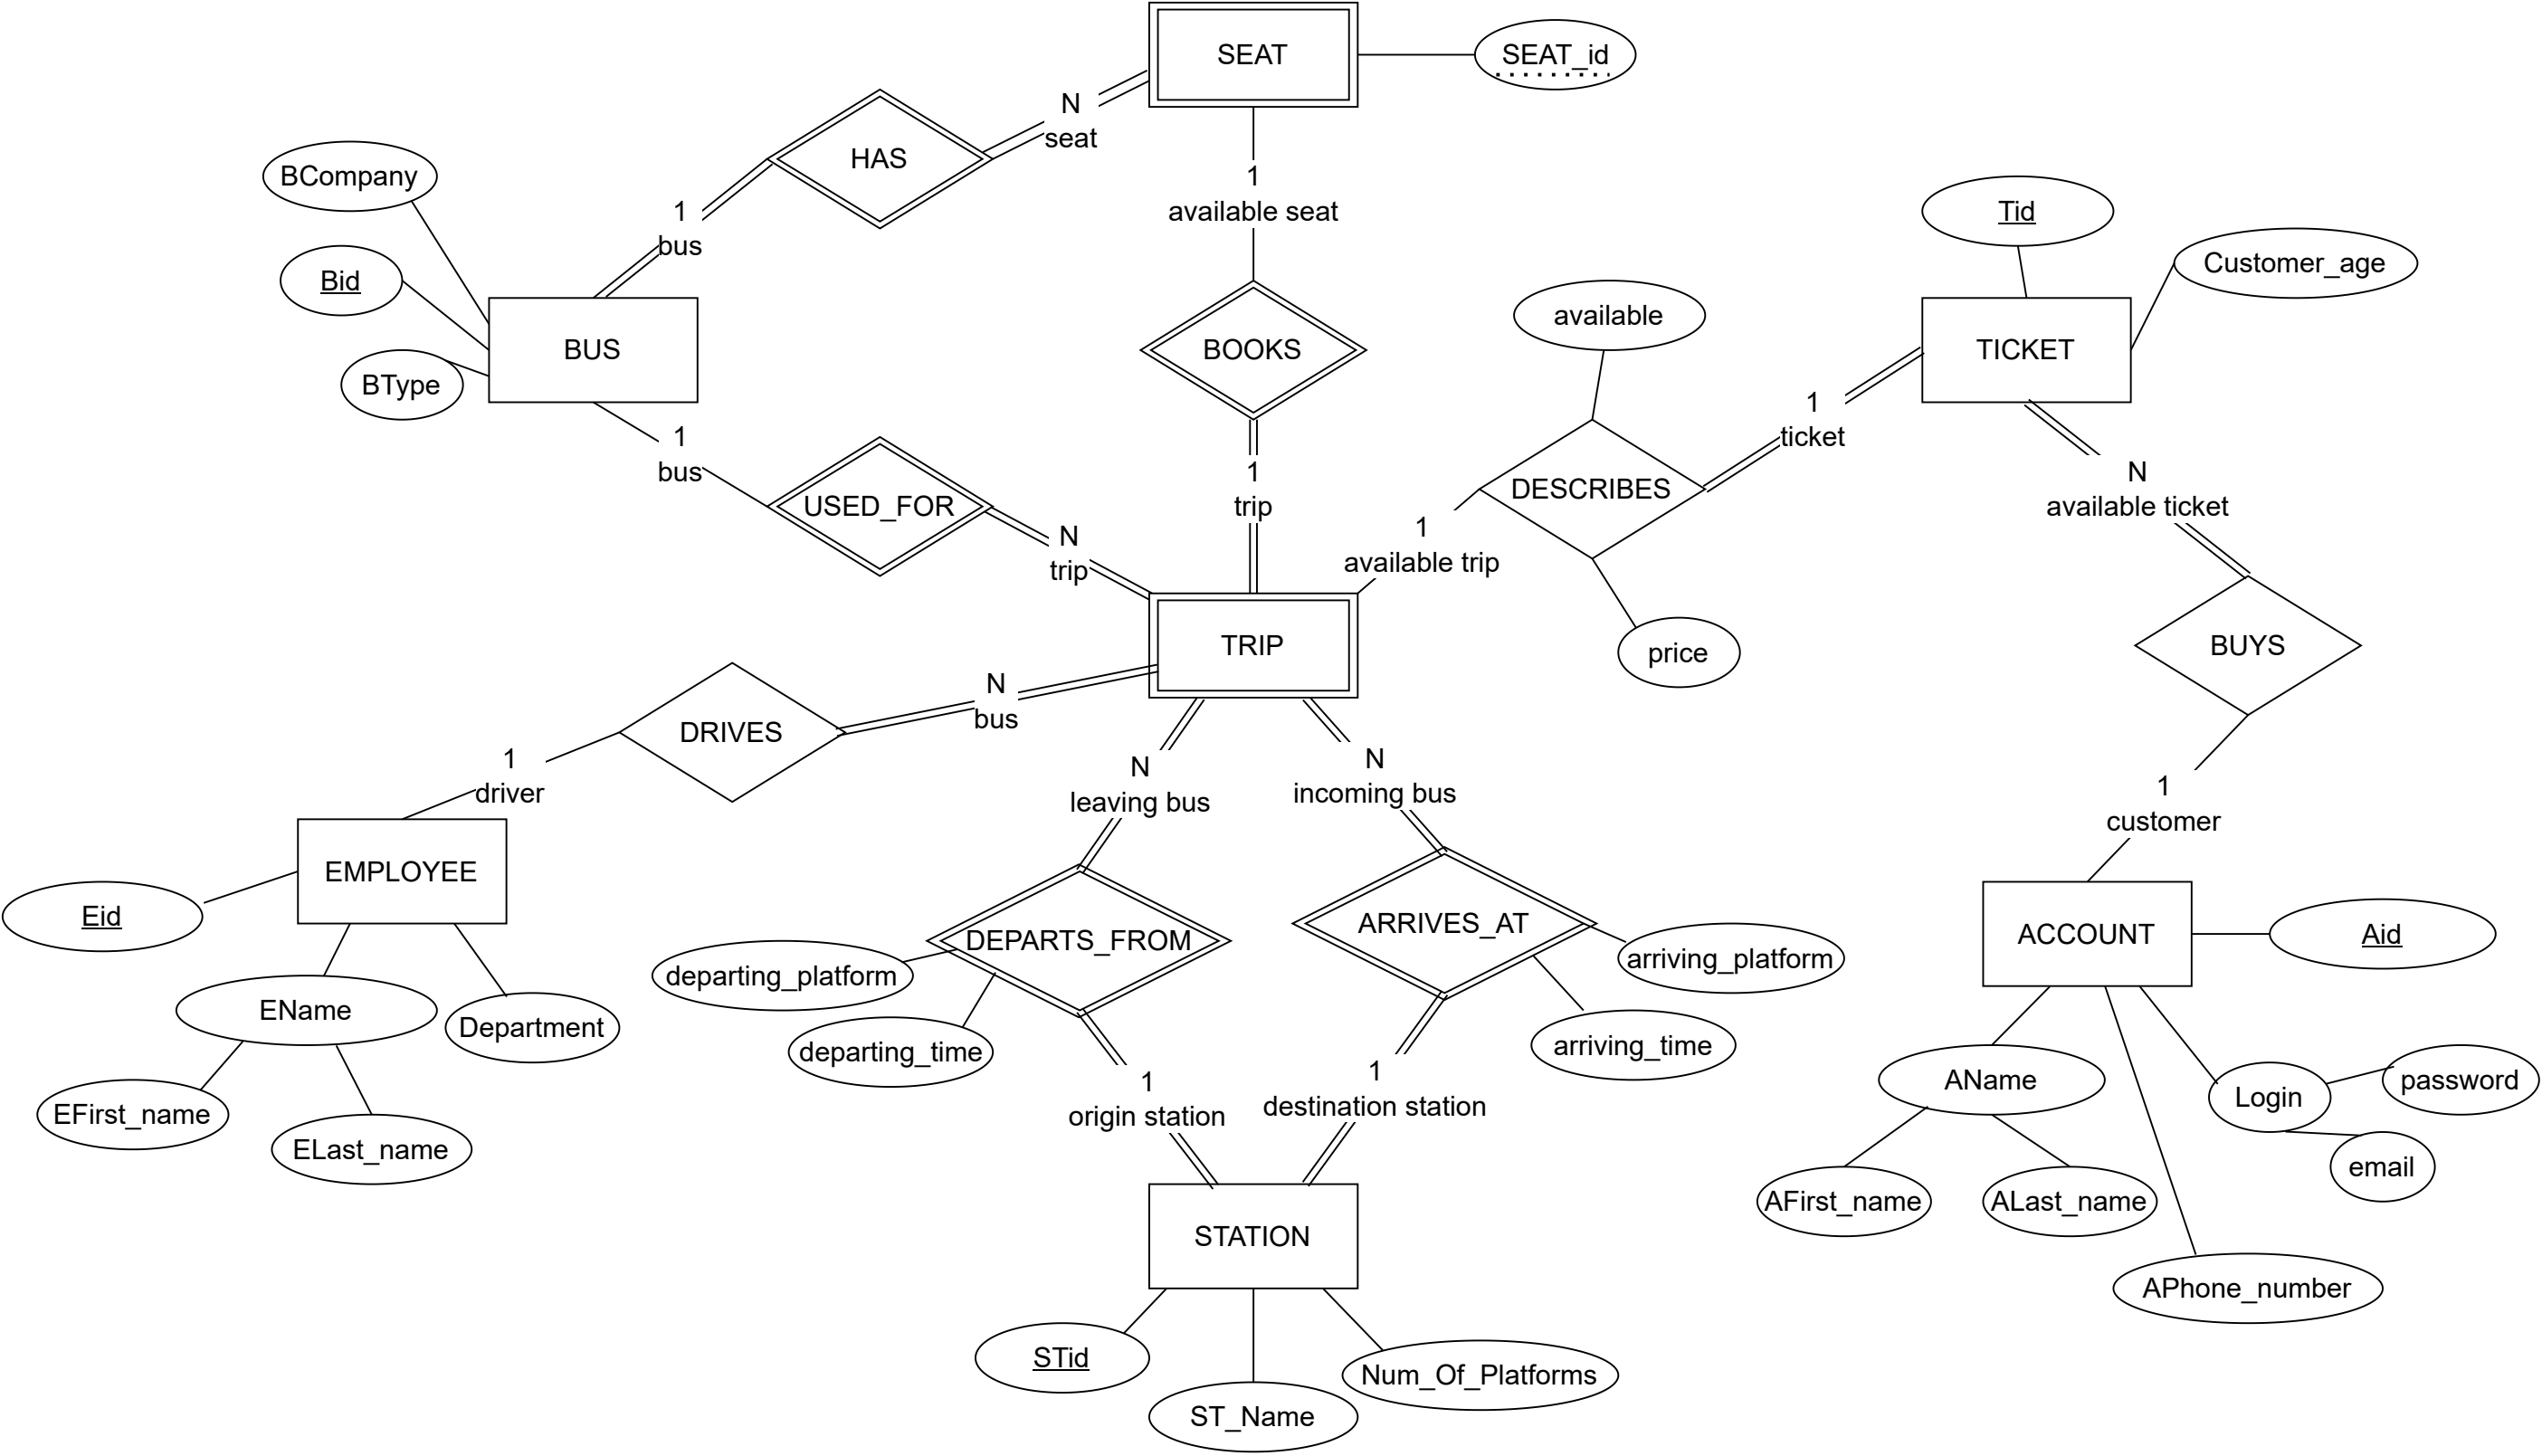 SEAT
SEAT_id
N
seat
HAS
BCompany
1
bus
1
available seat
Tid
Customer_age
Bid
BUS
BOOKS
available
TICKET
BType
1
ticket
1
bus
USED_FOR
1
trip
DESCRIBES
N
available ticket
N
trip
1
available trip
TRIP
price
BUYS
N
bus
DRIVES
1
driver
N
leaving bus
N
incoming bus
1
customer
EMPLOYEE
Eid
DEPARTS_FROM
ARRIVES_AT
ACCOUNT
Aid
departing_platform
arriving_platform
EName
Department
departing_time
arriving_time
AName
Login
password
EFirst_name
ELast_name
1
origin station
1
destination station
email
AFirst_name
ALast_name
STATION
APhone_number
STid
Num_Of_Platforms
ST_Name